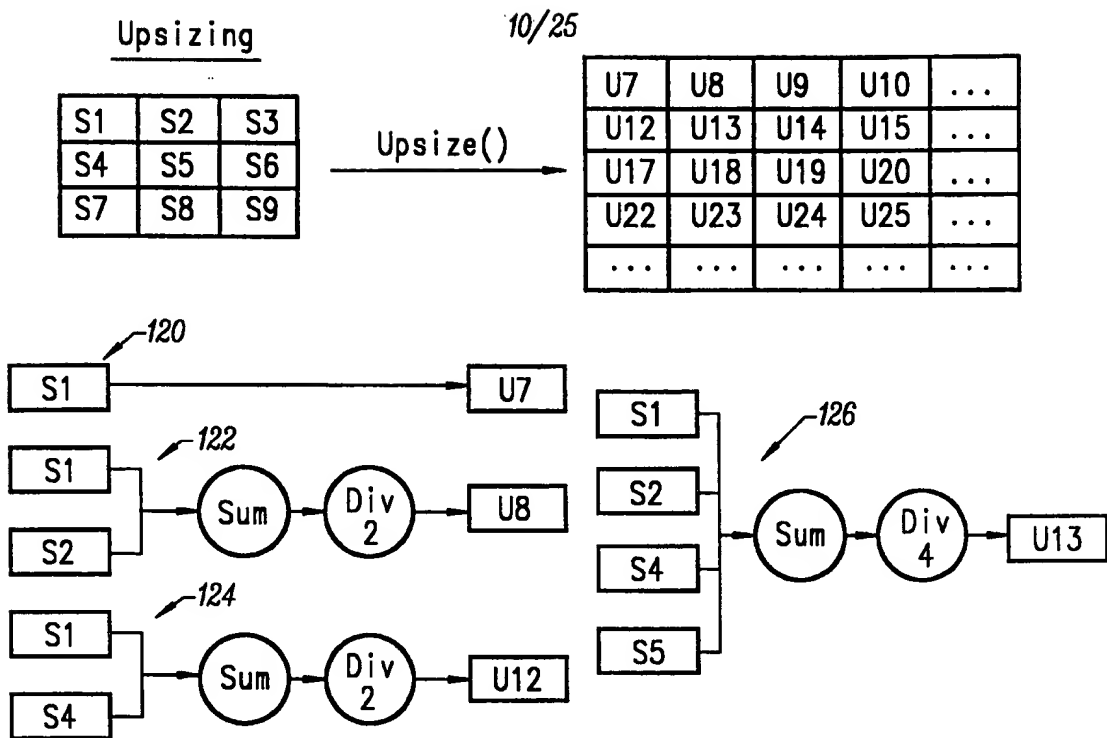 10/25
Upsizing
S1 S2 S3
S4 S5 S6
S7 S8 S9
Upsize()
U7 U8 U9 U10 ...
U12 U13 U14 U15 ...
U17 U18 U19 U20 ...
U22 U23 U24 U25 ...
... ... ... ... ...
120
S1 U7
122
S1
S2
Sum
Div 
2
U8
124
S1
S4
Sum
Div
2
U12
126
S1
S2
S4
S5
Sum
Div
4
U13